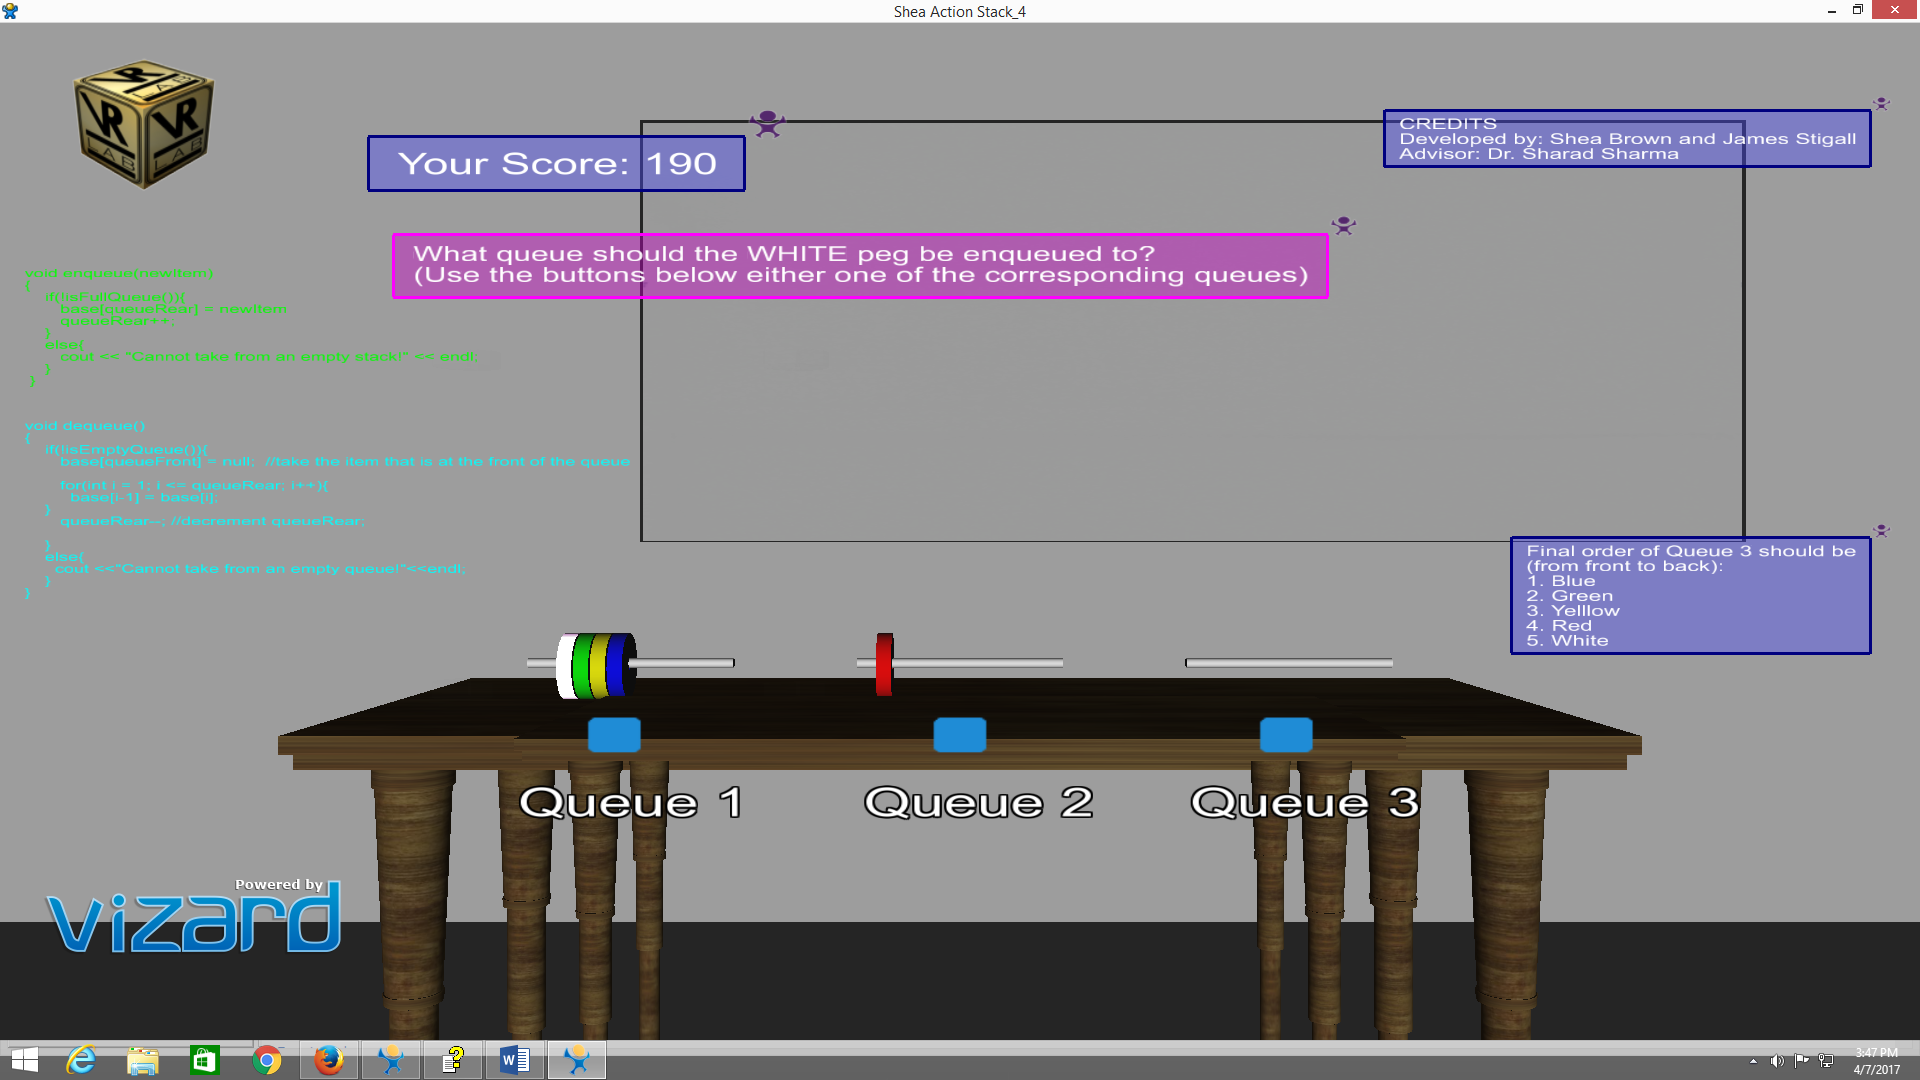 Shea Action Stack_4
VR
LAB
VR
LAB
VR
LAB
Your Score: 190
CREDITS
Developed by: Shea Brown and James Stigall
Advisor: Dr. Sharad Sharma
What queue should the WHITE peg be enqueued to?
(Use the buttons below either one of the corresponding queues)
void enqueue(newItem)
{
if(!isFullQueue()){
base[queueRear] = newItem
queueRear++;
}
else{
cout << "Cannot take from an empty stack!" << endl;
}
}
void dequeue()
{
if(!isEmptyQueue()){
base[queueFront] = null; //take the item that is at the front of the queue
for(int i = 1; i <= queueRear; i++){
base[i-1] = base[i];
}
queueRear--; //decrement queueRear;
}
else{
cout <<"Cannot take from an empty queue!"<<endl;
}
}
Final order of Queue 3 should be
(from front to back):
1. Blue
2. Green
3. Yelllow
4. Red
5. White
Queue 1
Queue 2
Queue 3
Powered by
vizard
3:47 PM
4/7/2017